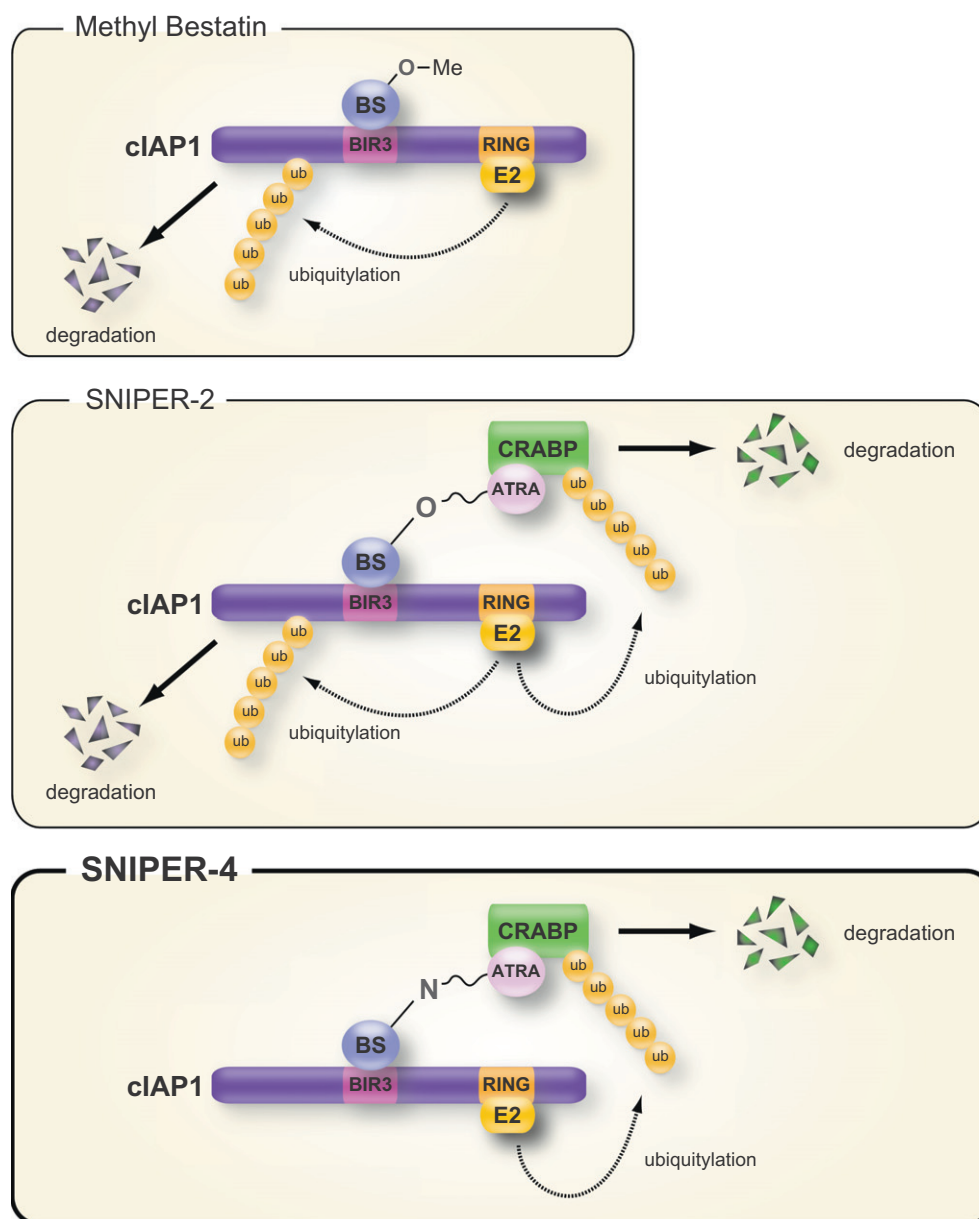 Methyl Bestatin
O–Me
BS
cIAP1
BIR3
RING
E2
ub
ub
ub
ub
ub
ubiquitylation
degradation
SNIPER-2
CRABP
degradation
ATRA
ub
ub
ub
ub
ub
O
BS
cIAP1
BIR3
RING
E2
ub
ub
ub
ub
ub
ubiquitylation
ubiquitylation
degradation
SNIPER-4
CRABP
degradation
ATRA
ub
ub
ub
ub
ub
N
BS
cIAP1
BIR3
RING
E2
ubiquitylation